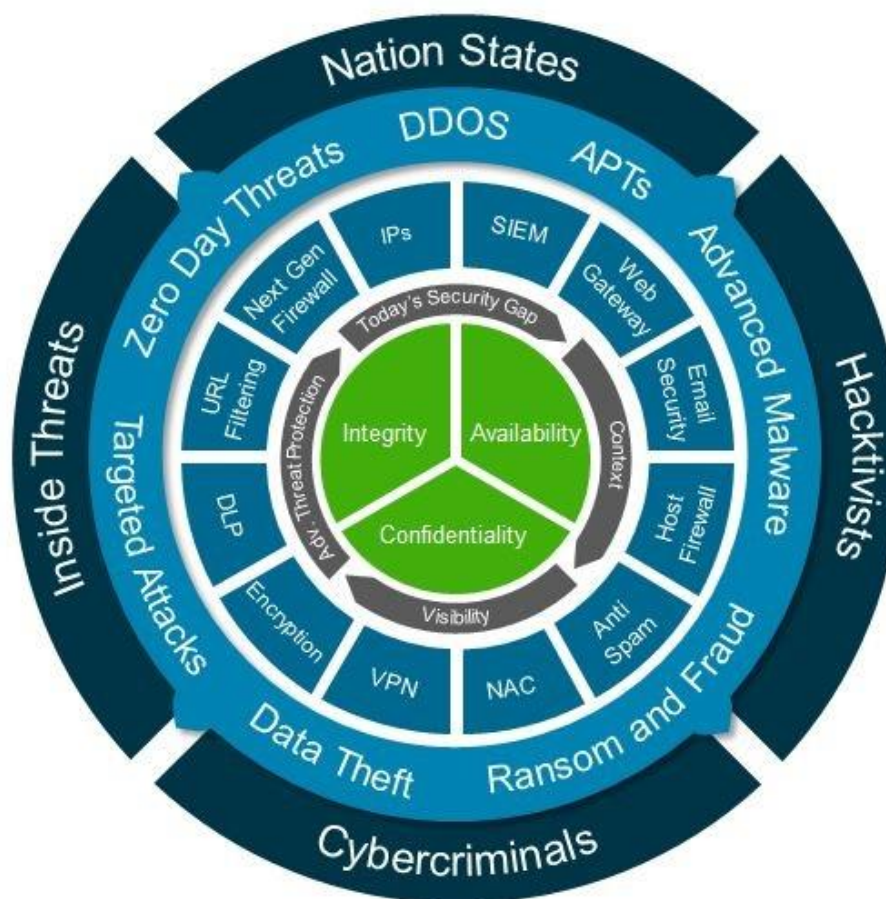 Nation States
Hacktivists
Cybercriminals
Inside Threats
DDOS
APTs
Advanced Malware
Ransom and Fraud
Data Theft
Targeted Attacks
Zero Day Threats
IPs
SIEM
Web
Gateway
Email
Security
Host
Firewall
Anti
Spam
NAC
VPN
Encryption
DLP
URL
Filtering
Next Gen
Firewall
Today's Security Gap
Context
Visibility
Adv. Threat Protection
Integrity
Availability
Confidentiality